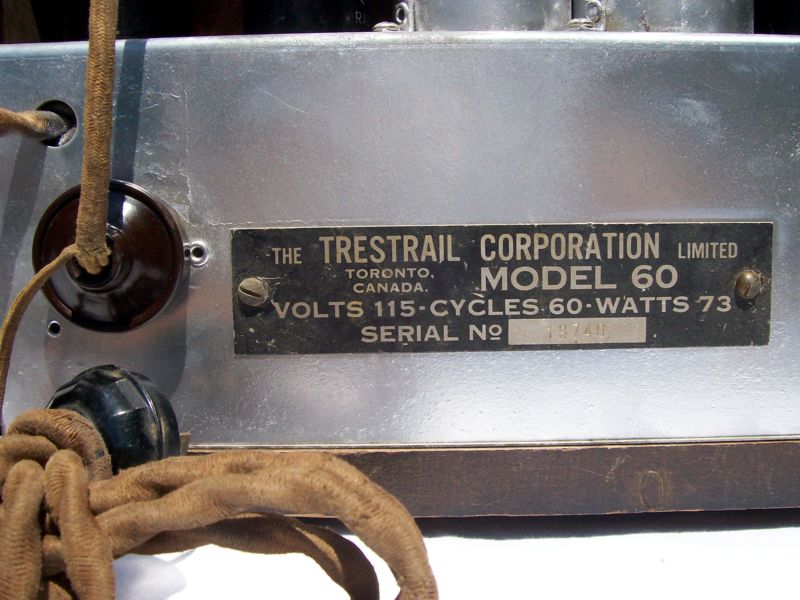 THE TRESTRAIL CORPORATION LIMITED
TORONTO, CANADA. MODEL 60
VOLTS 115-CYCLES 60-WATTS 73
SERIAL Nº